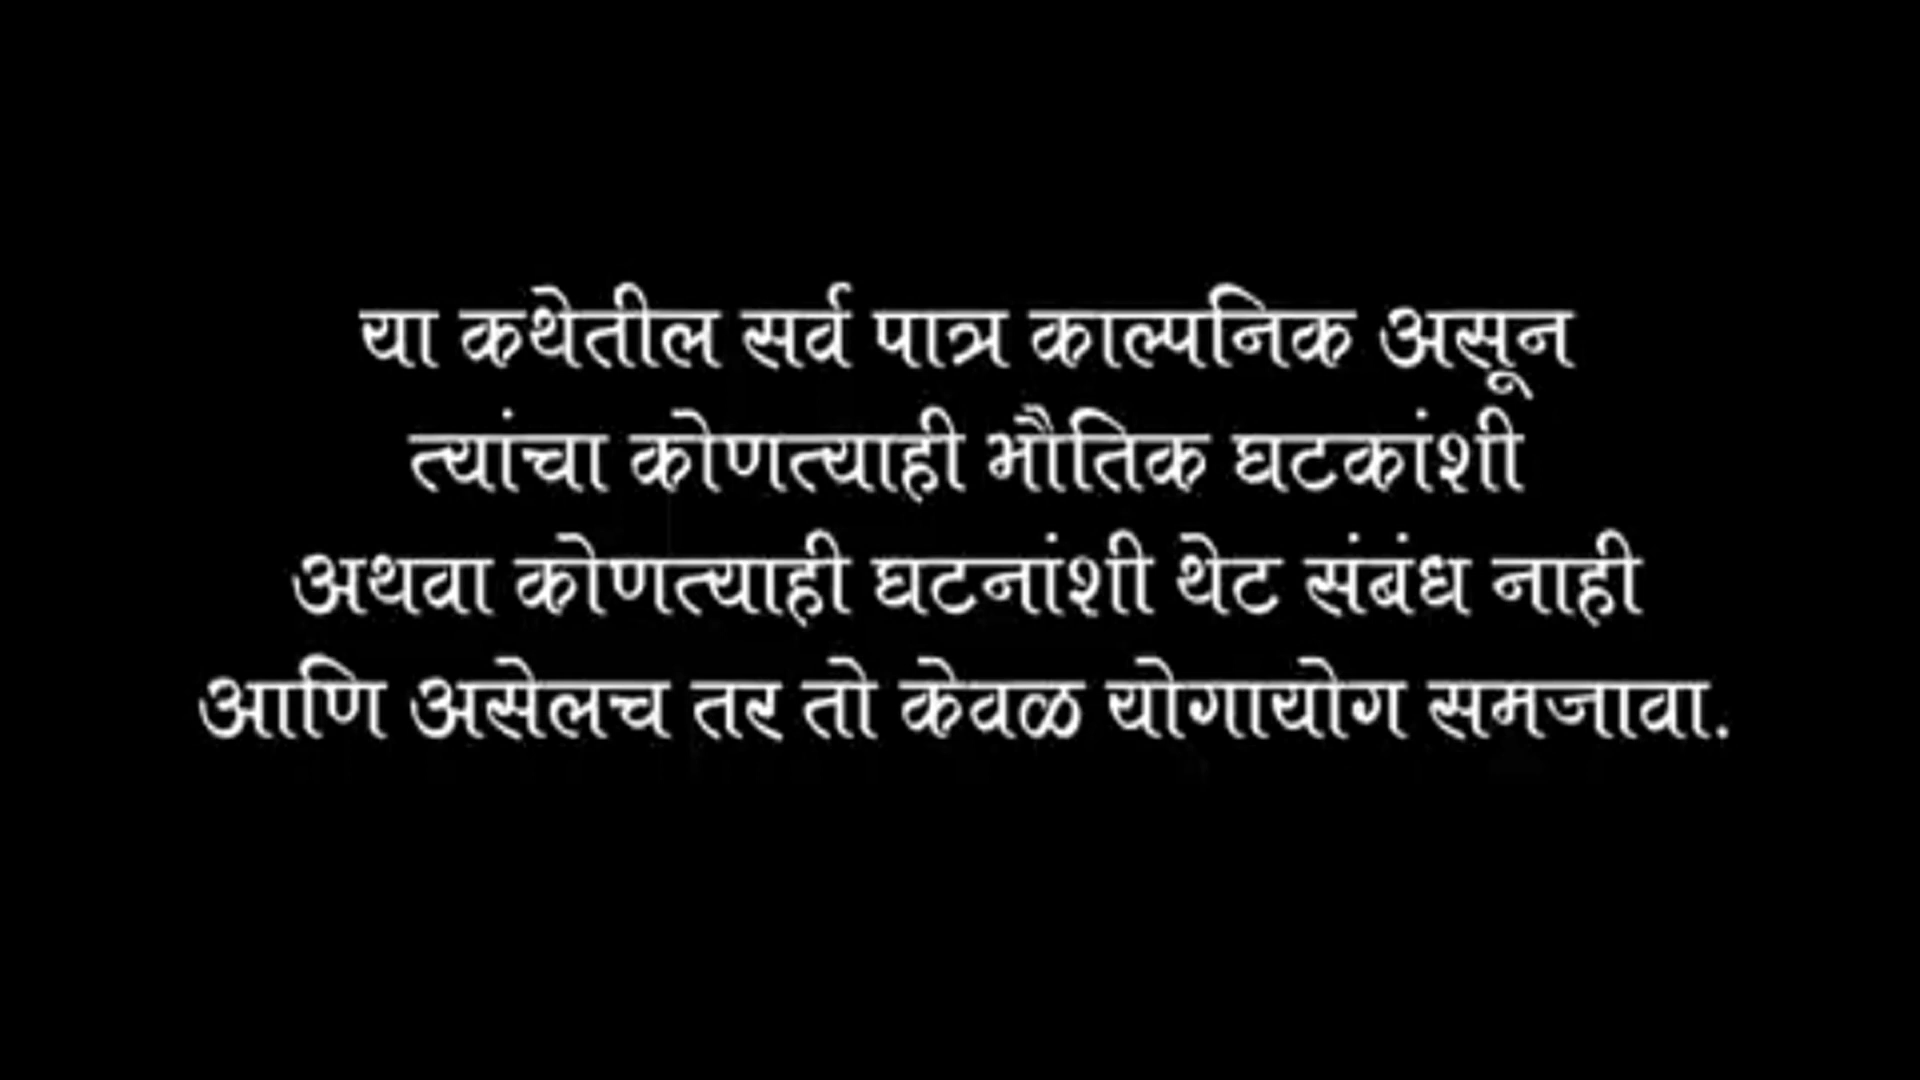 या कथेतील सर्व पात्र काल्पनिक असून
त्यांचा कोणत्याही भौतिक घटकांशी
अथवा कोणत्याही घटनांशी थेट संबंध नाही
आणि असेलच तर तो केवळ योगायोग समजावा.